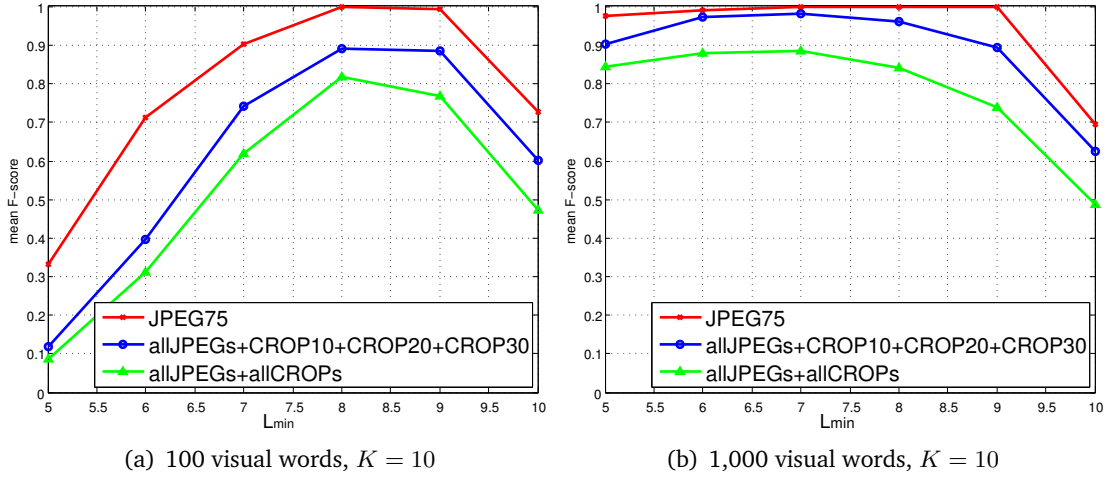 1
0.9
0.8
0.7
0.6
0.5
0.4
0.3
0.2
0.1
0
mean F−score
JPEG75
allJPEGs+CROP10+CROP20+CROP30
allJPEGs+allCROPs
5 5.5 6 6.5 7 7.5 8 8.5 9 9.5 10
Lmin
(a) 100 visual words, K = 10
1
0.9
0.8
0.7
0.6
0.5
0.4
0.3
0.2
0.1
0
mean F−score
JPEG75
allJPEGs+CROP10+CROP20+CROP30
allJPEGs+allCROPs
5 5.5 6 6.5 7 7.5 8 8.5 9 9.5 10
Lmin
(b) 1,000 visual words, K = 10